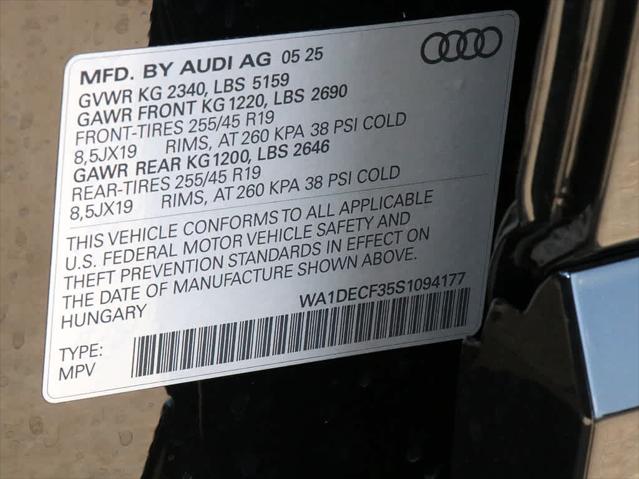 MFD. BY AUDI AG 05 25
GVWR KG 2340, LBS 5159
GAWR FRONT KG 1220, LBS 2690
FRONT-TIRES 255/45 R19
8,5JX19 RIMS, AT 260 KPA 38 PSI COLD
GAWR REAR KG 1200, LBS 2646
REAR-TIRES 255/45 R19
8,5JX19 RIMS, AT 260 KPA 38 PSI COLD
THIS VEHICLE CONFORMS TO ALL APPLICABLE
U.S. FEDERAL MOTOR VEHICLE SAFETY AND
THEFT PREVENTION STANDARDS IN EFFECT ON
THE DATE OF MANUFACTURE SHOWN ABOVE.
HUNGARY WA1DECF35S1094177
TYPE:
MPV